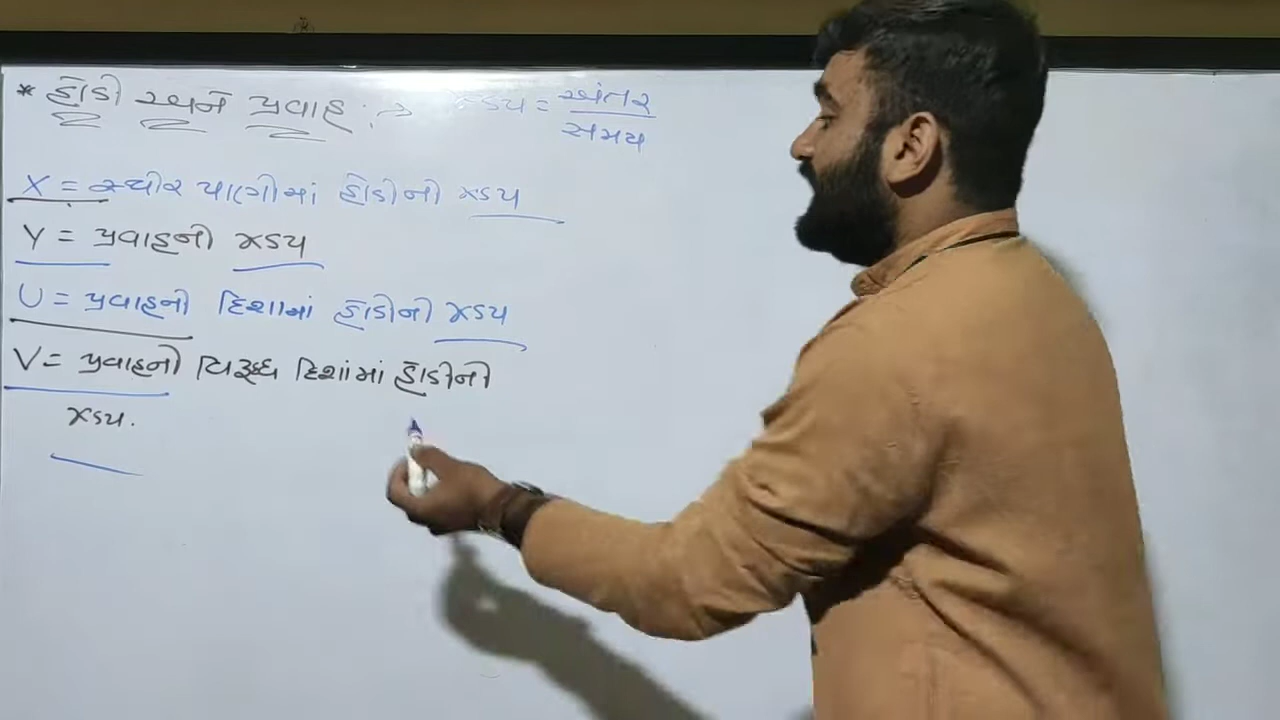 * હોડી અને પ્રવાહ :→ ઝડપ = અંતર / સમય
X = સ્થીર પાણીમાં હોડીની ઝડપ
Y = પ્રવાહની ઝડપ
U = પ્રવાહની દિશામાં હોડીની ઝડપ
V = પ્રવાહની વિરૂધ્ધ દિશામાં હોડીની
ઝડપ.